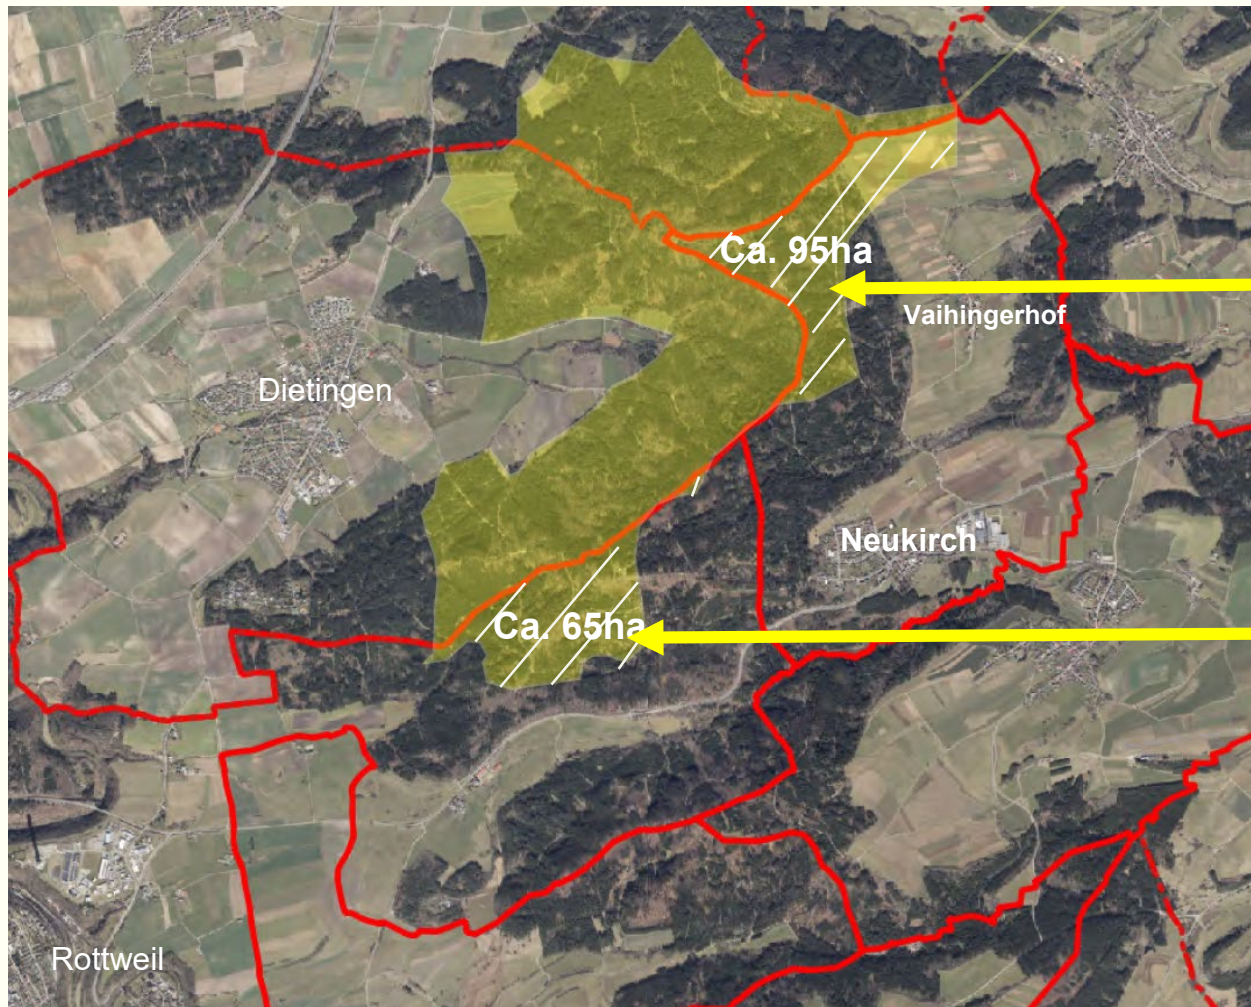 Ca. 95ha
Vaihingerhof
Dietingen
Neukirch
Ca. 65ha
Rottweil